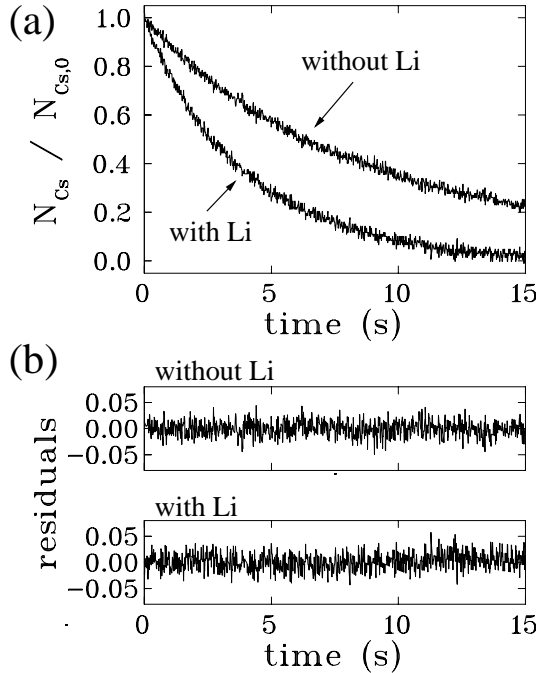 (a)
N_Cs / N_Cs,0
1.0
0.8
0.6
0.4
0.2
0.0
without Li
with Li
0 5 10 15
time (s)
(b)
residuals
without Li
0.05
0.00
−0.05
with Li
0.05
0.00
−0.05
0 5 10 15
time (s)